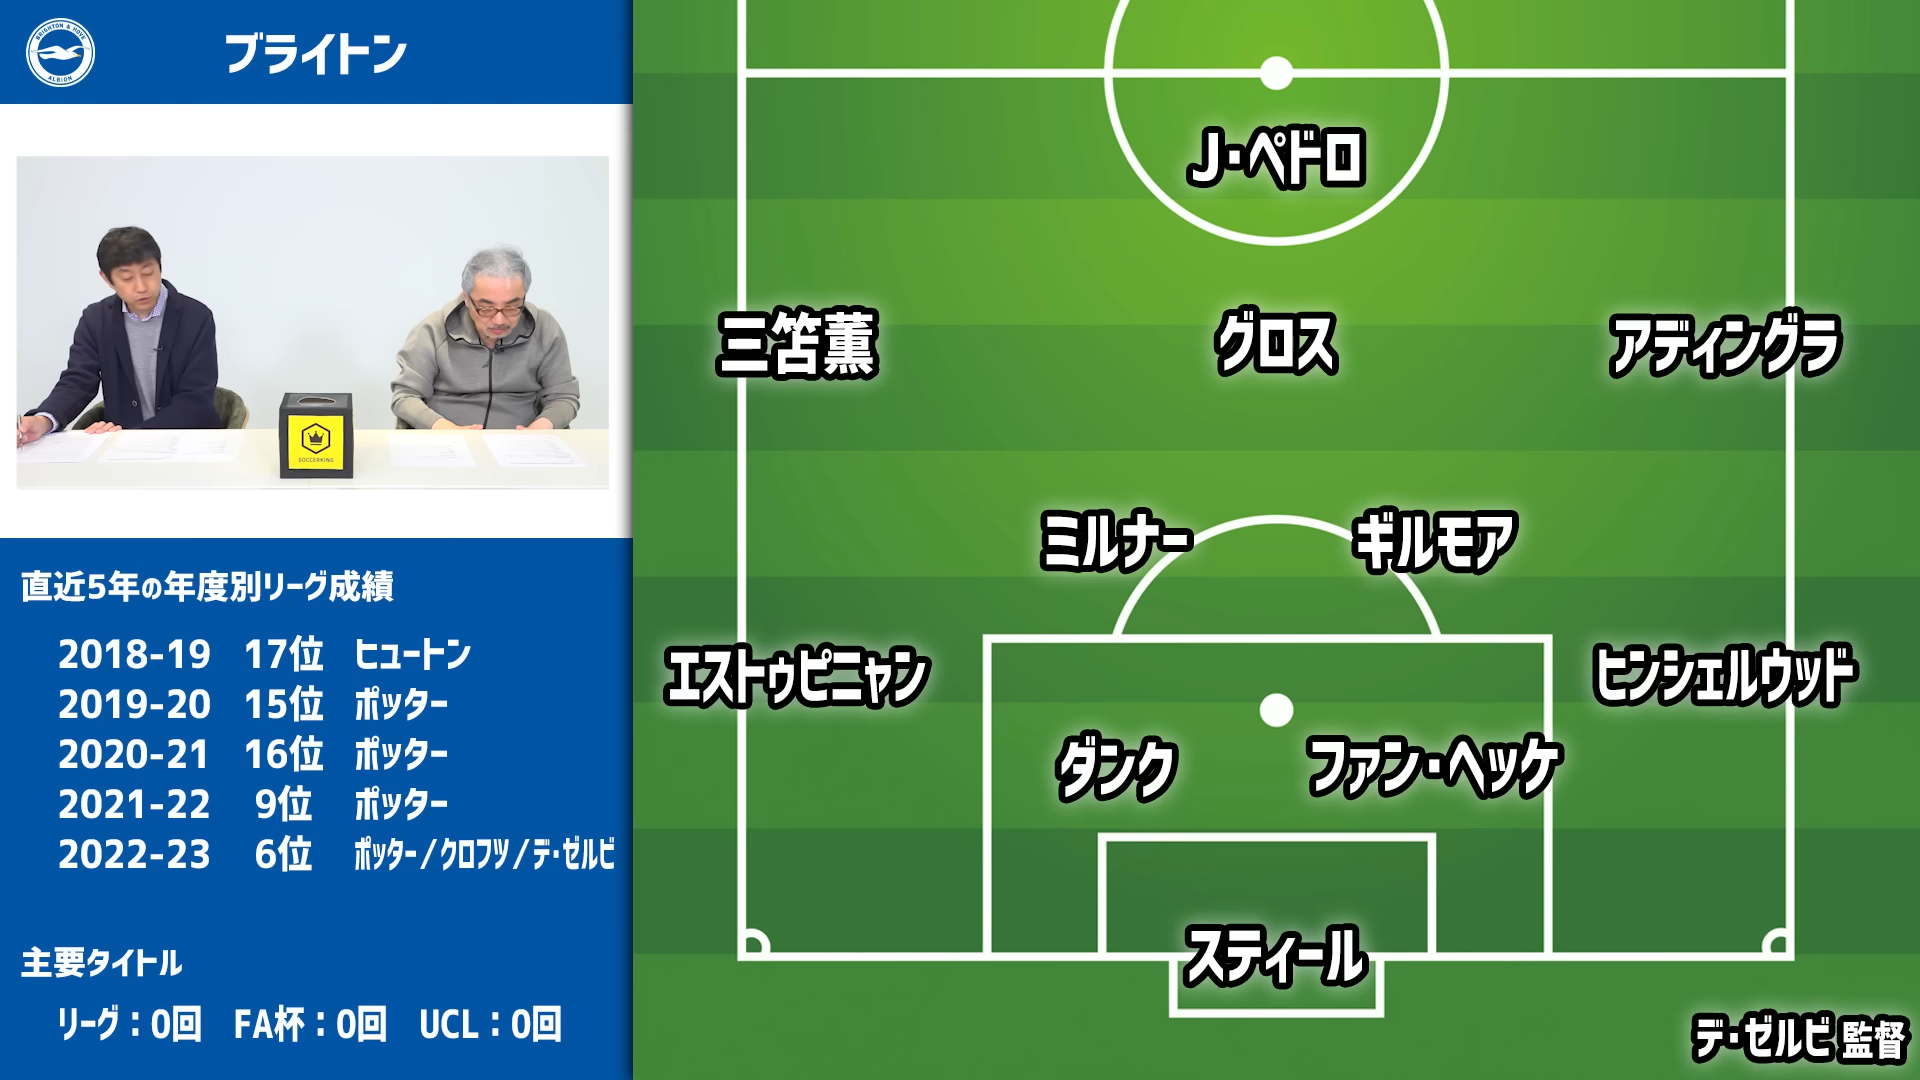 BRIGHTON & HOVE
ALBION
ブライトン
SOCCERKING
直近5年の年度別リーグ成績
2018-19 17位 ヒュートン
2019-20 15位 ポッター
2020-21 16位 ポッター
2021-22 9位 ポッター
2022-23 6位 ポッター/クロフツ/デ・ゼルビ
主要タイトル
リーグ：0回 FA杯：0回 UCL：0回
J・ペドロ
三笘薫 グロス アディングラ
ミルナー ギルモア
エストゥピニャン ヒンシェルウッド
ダンク ファン・ヘッケ
スティール
デ・ゼルビ 監督